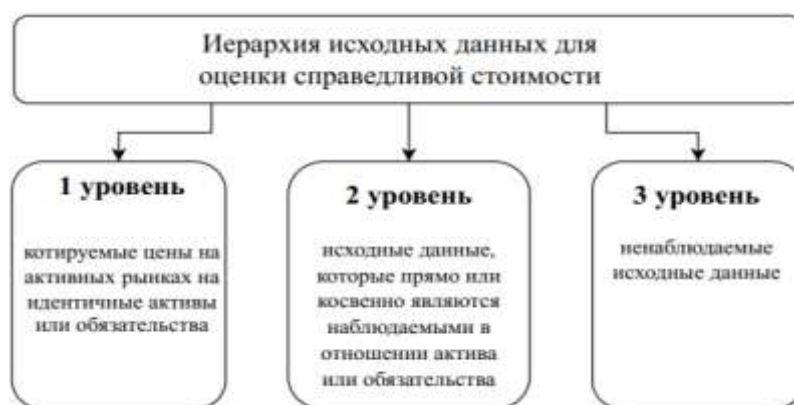 Иерархия исходных данных для
оценки справедливой стоимости
1 уровень
котируемые цены на
активных рынках на
идентичные активы
или обязательства
2 уровень
исходные данные,
которые прямо или
косвенно являются
наблюдаемыми в
отношении актива
или обязательства
3 уровень
ненаблюдаемые
исходные данные